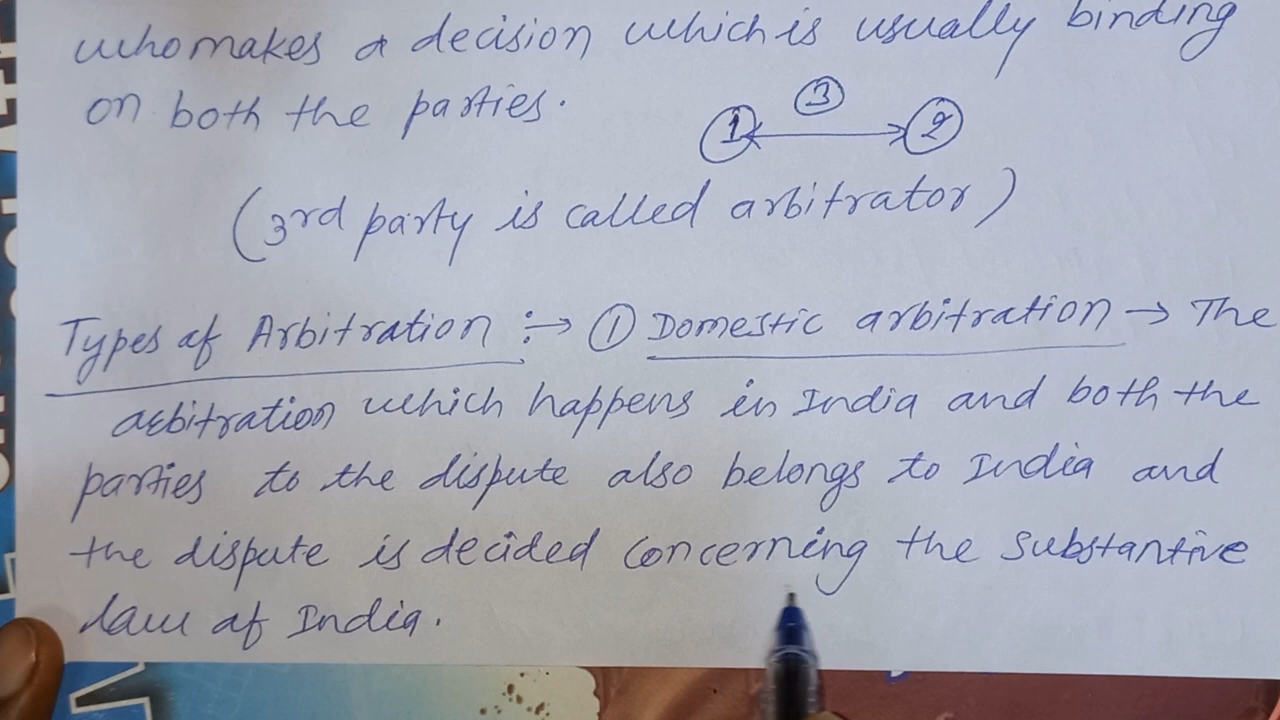 who makes a decision which is usually binding
on both the parties.
3
1 2
(3rd party is called arbitrator)
Types of Arbitration :→ ① Domestic arbitration → The
arbitration which happens in India and both the
parties to the dispute also belongs to India and
the dispute is decided concerning the substantive
law of India.